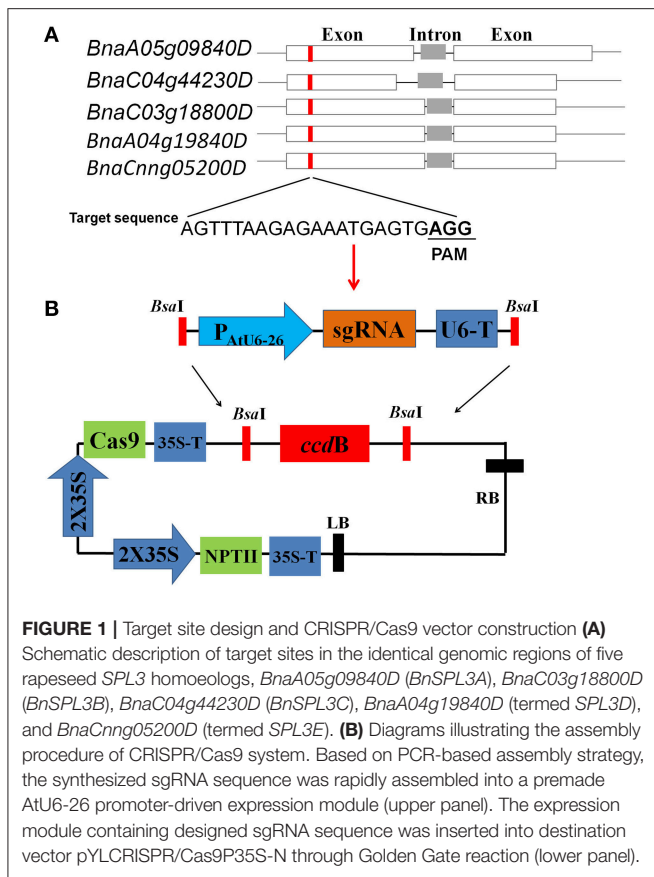 A
Exon Intron Exon
BnaA05g09840D
BnaC04g44230D
BnaC03g18800D
BnaA04g19840D
BnaCnng05200D
Target sequence
AGTTTAAGAGAAATGAGTGAGG
PAM
B
BsaI BsaI
PAtU6-26 sgRNA U6-T
BsaI BsaI
Cas9 35S-T ccdB
2X35S
RB
LB
2X35S NPTII 35S-T
FIGURE 1 | Target site design and CRISPR/Cas9 vector construction (A)
Schematic description of target sites in the identical genomic regions of five
rapeseed SPL3 homoeologs, BnaA05g09840D (BnSPL3A), BnaC03g18800D
(BnSPL3B), BnaC04g44230D (BnSPL3C), BnaA04g19840D (termed SPL3D),
and BnaCnng05200D (termed SPL3E). (B) Diagrams illustrating the assembly
procedure of CRISPR/Cas9 system. Based on PCR-based assembly strategy,
the synthesized sgRNA sequence was rapidly assembled into a premade
AtU6-26 promoter-driven expression module (upper panel). The expression
module containing designed sgRNA sequence was inserted into destination
vector pYLCRISPR/Cas9P35S-N through Golden Gate reaction (lower panel).